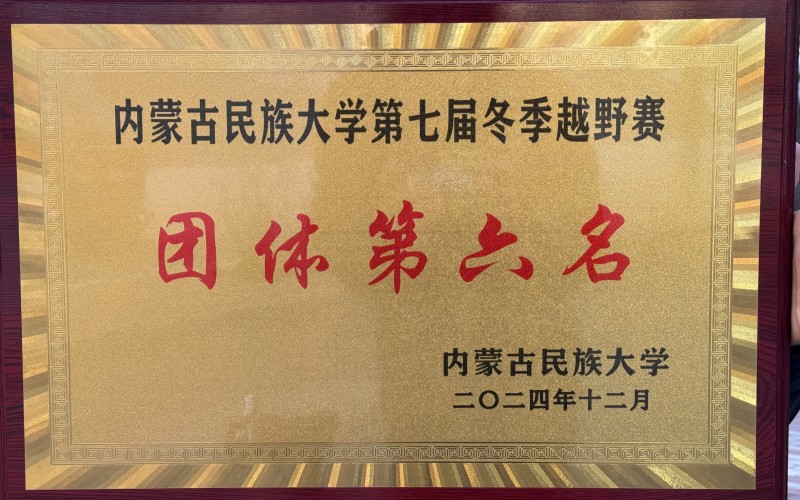 内蒙古民族大学第七届冬季越野赛
团体第六名
内蒙古民族大学
二〇二四年十二月